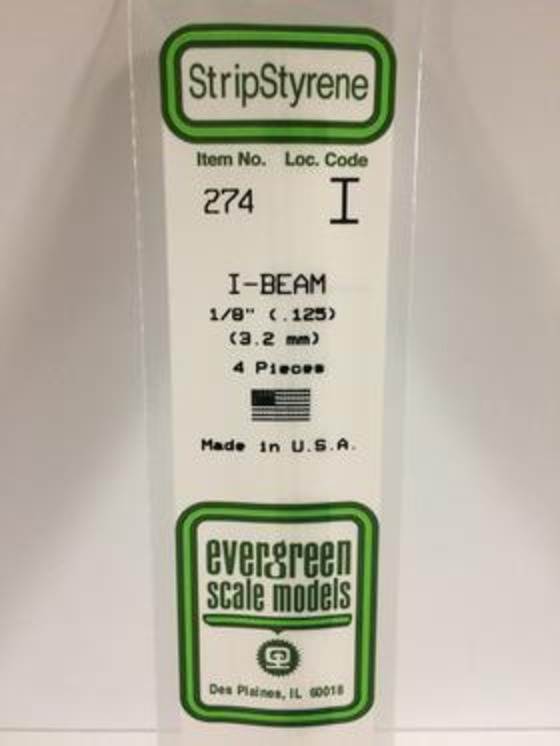 StripStyrene
Item No. Loc. Code
274 I
I-BEAM
1/8" (.125)
(3.2 mm)
4 Pieces
Made in U.S.A.
evergreen
scale models
Des Plaines, IL 60018